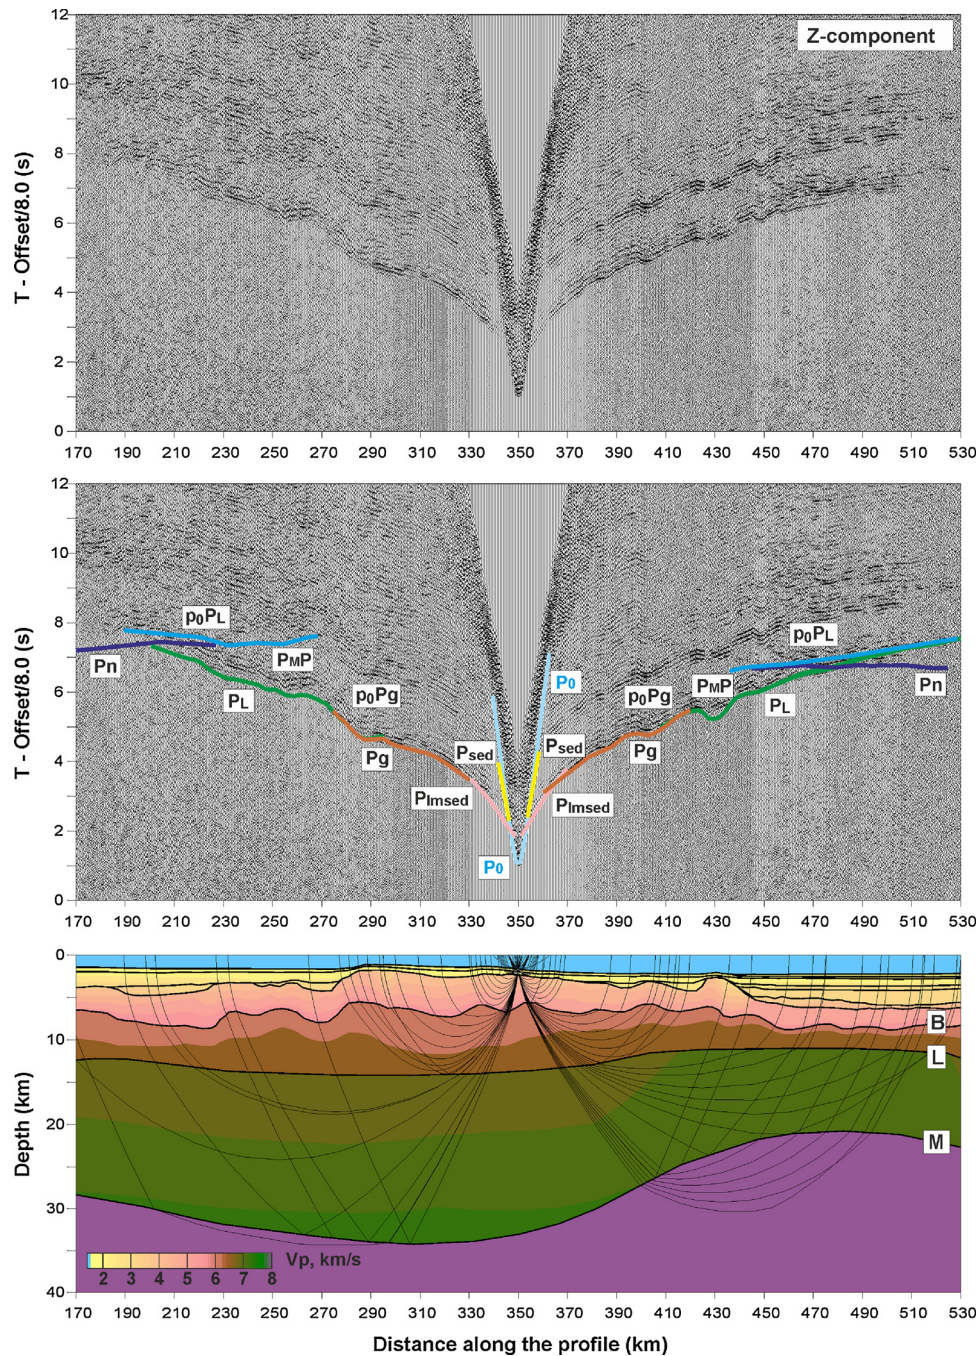 12
Z-component
10
8
6
4
2
0
T - Offset/8.0 (s)
170 190 210 230 250 270 290 310 330 350 370 390 410 430 450 470 490 510 530
12
10
8
6
4
2
0
T - Offset/8.0 (s)
p0PL
Pn
PMP
PL
p0Pg
Pg
Psed
Plmsed
P0
P0
Psed
Plmsed
p0Pg
Pg
PMP
p0PL
PL
Pn
170 190 210 230 250 270 290 310 330 350 370 390 410 430 450 470 490 510 530
0
10
20
30
40
Depth (km)
B
L
M
Vp, km/s
2 3 4 5 6 7 8
170 190 210 230 250 270 290 310 330 350 370 390 410 430 450 470 490 510 530
Distance along the profile (km)